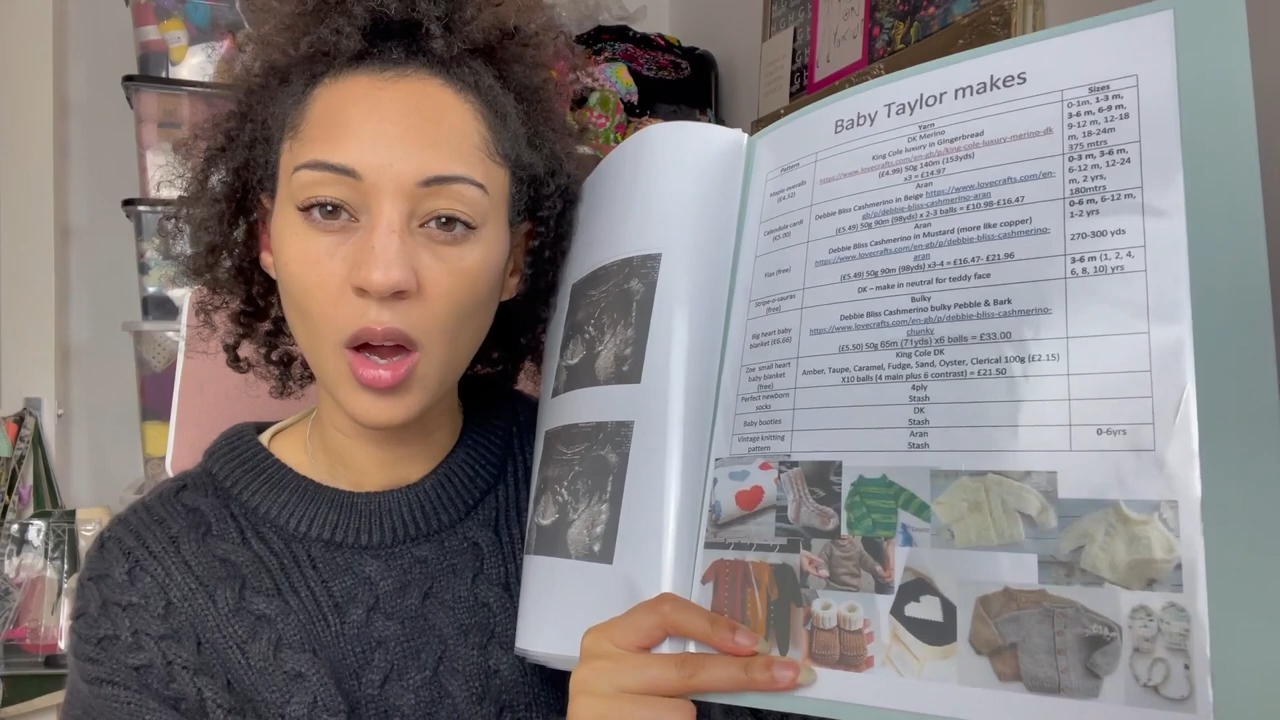 Baby Taylor makes
Pattern
Yarn
Sizes
Maple overalls
(£4.52)
DK Merino
King Cole luxury in Gingerbread
https://www.lovecrafts.com/en-gb/p/king-cole-luxury-merino-dk
(£4.99) 50g 140m (153yds)
x3 = £14.97
0-1m, 1-3 m,
3-6 m, 6-9 m,
9-12 m, 12-18
m, 18-24m
375 mtrs
Calendula cardi
(€5.00)
Aran
Debbie Bliss Cashmerino in Beige https://www.lovecrafts.com/en-
gb/p/debbie-bliss-cashmerino-aran
(£5.49) 50g 90m (98yds) x 2-3 balls = £10.98-£16.47
0-3 m, 3-6 m,
6-12 m, 12-24
m, 2 yrs,
180mtrs
Flax (free)
Aran
Debbie Bliss Cashmerino in Mustard (more like copper)
https://www.lovecrafts.com/en-gb/p/debbie-bliss-cashmerino-
aran
(£5.49) 50g 90m (98yds) x3-4 = £16.47- £21.96
0-6 m, 6-12 m,
1-2 yrs
270-300 yds
Stripe-o-sauras
(free)
DK – make in neutral for teddy face
3-6 m (1, 2, 4,
6, 8, 10) yrs
Big heart baby
blanket (£6.66)
Bulky
Debbie Bliss Cashmerino bulky Pebble & Bark
https://www.lovecrafts.com/en-gb/p/debbie-bliss-cashmerino-
chunky
(£5.50) 50g 65m (71yds) x6 balls = £33.00
Zoe small heart
baby blanket
(free)
King Cole DK
Amber, Taupe, Caramel, Fudge, Sand, Oyster, Clerical 100g (£2.15)
X10 balls (4 main plus 6 contrast) = £21.50
Perfect newborn
socks
4ply
Stash
Baby booties
DK
Stash
Vintage knitting
pattern
Aran
Stash
0-6yrs